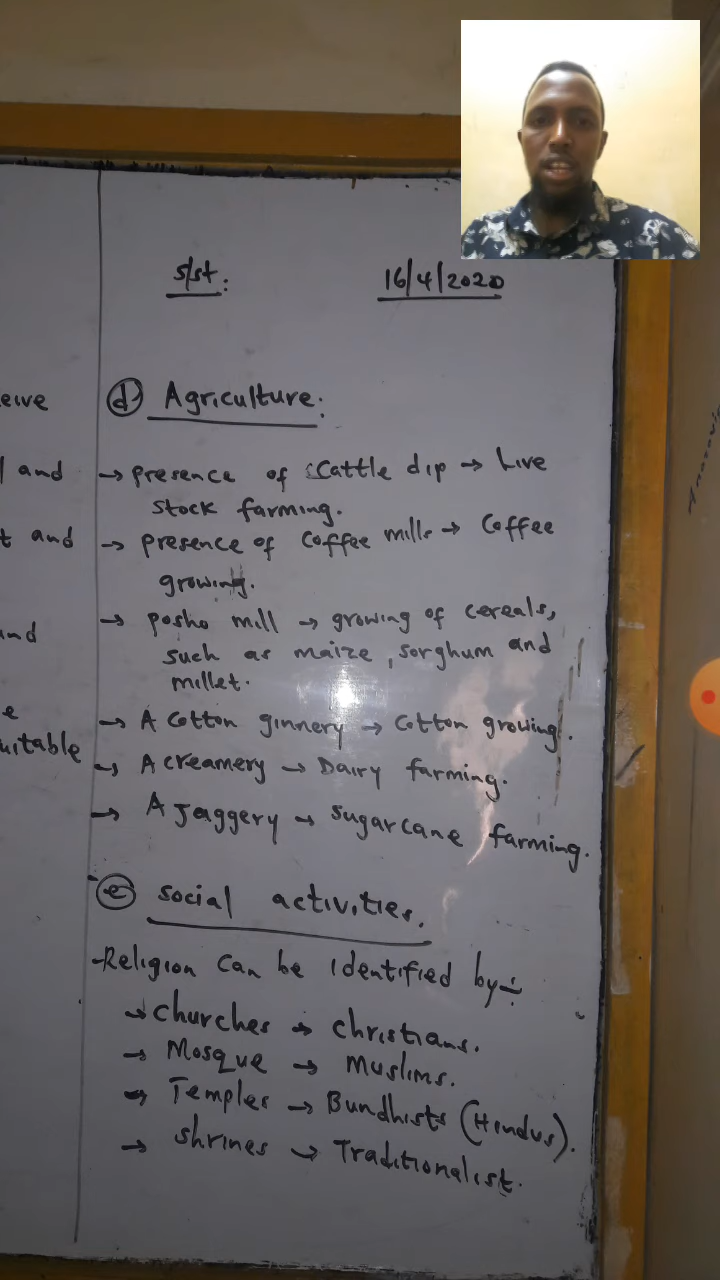 s/st:
16/4/2020
eive
l and
t and
and
e
uitable
(d) Agriculture:
→ presence of Cattle dip → Live
stock farming.
→ presence of Coffee mills → Coffee
growing.
→ posho mill → growing of cereals,
such as maize, sorghum and
millet.
→ A Cotton ginnery → Cotton growing.
→ A creamery → Dairy farming.
→ A Jaggery → sugarcane farming.
(e) social activities.
-Religion can be identified by:-
→ churches → christians.
→ Mosque → Muslims.
→ Temples → Bundhists (Hindus).
→ shrines → Traditionalist.